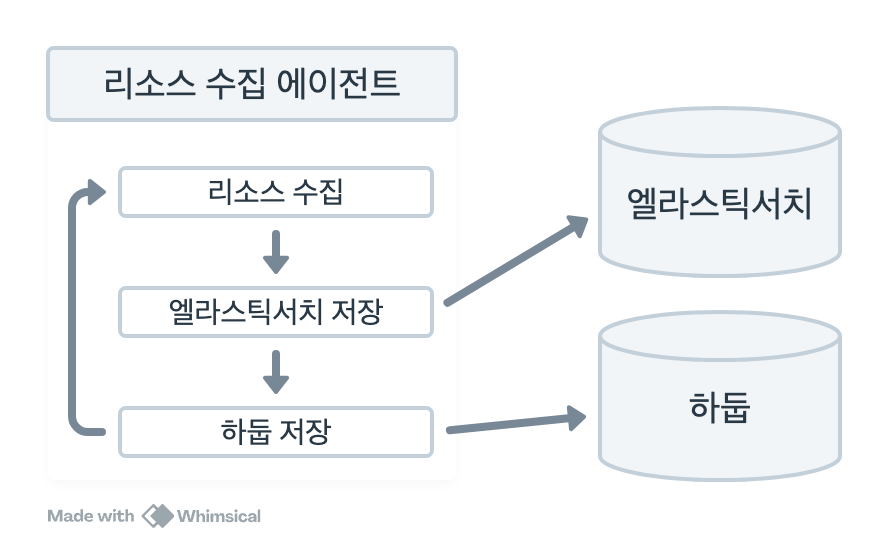 리소스 수집 에이전트
리소스 수집
엘라스틱서치 저장
하둡 저장
엘라스틱서치
하둡
Made with Whimsical